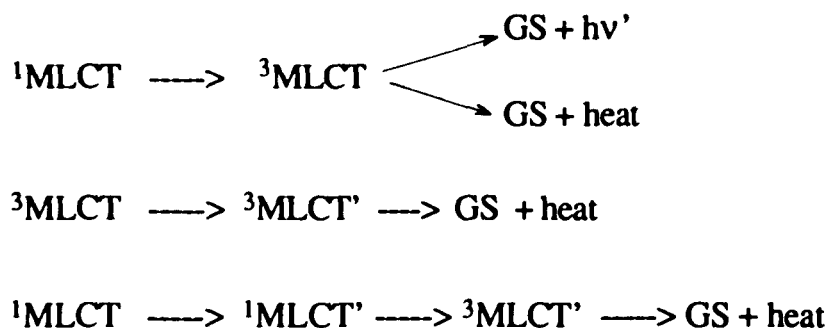 GS + hν’
¹MLCT ----> ³MLCT
GS + heat
³MLCT ----> ³MLCT’ ----> GS + heat
¹MLCT ----> ¹MLCT’ ----> ³MLCT’ ----> GS + heat